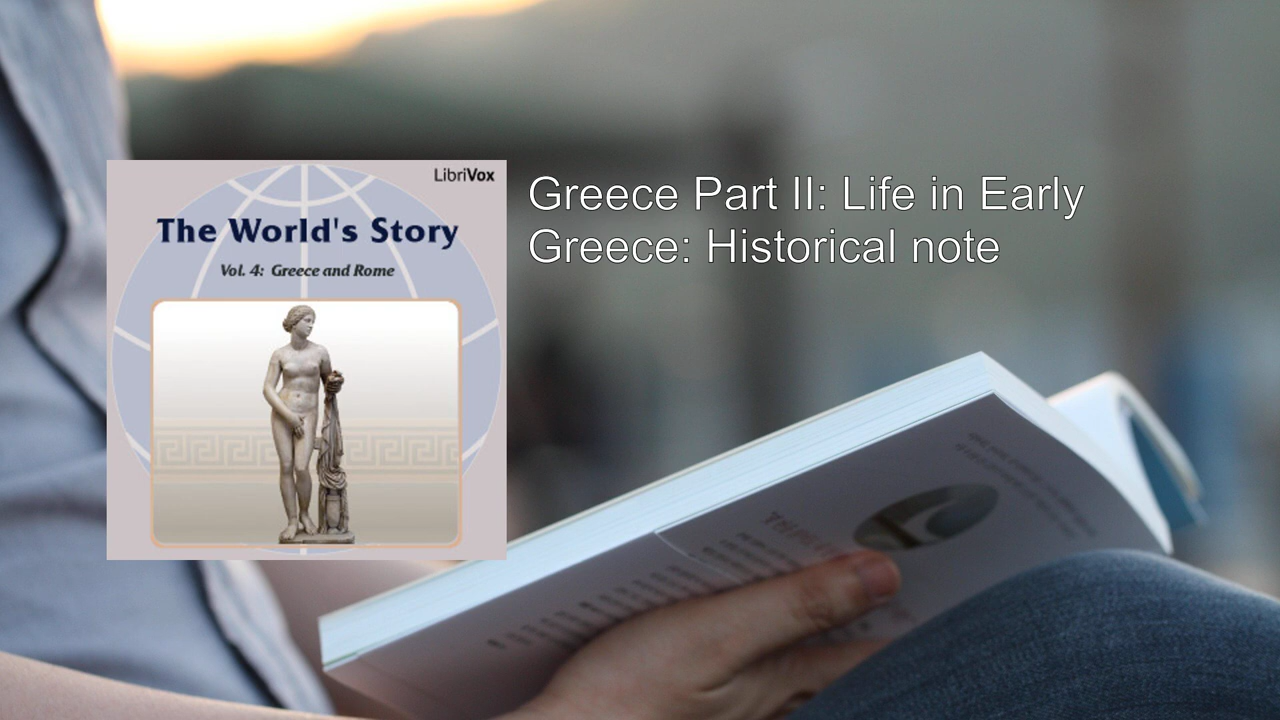 LibriVox
The World's Story
Vol. 4: Greece and Rome
Greece Part II: Life in Early
Greece: Historical note